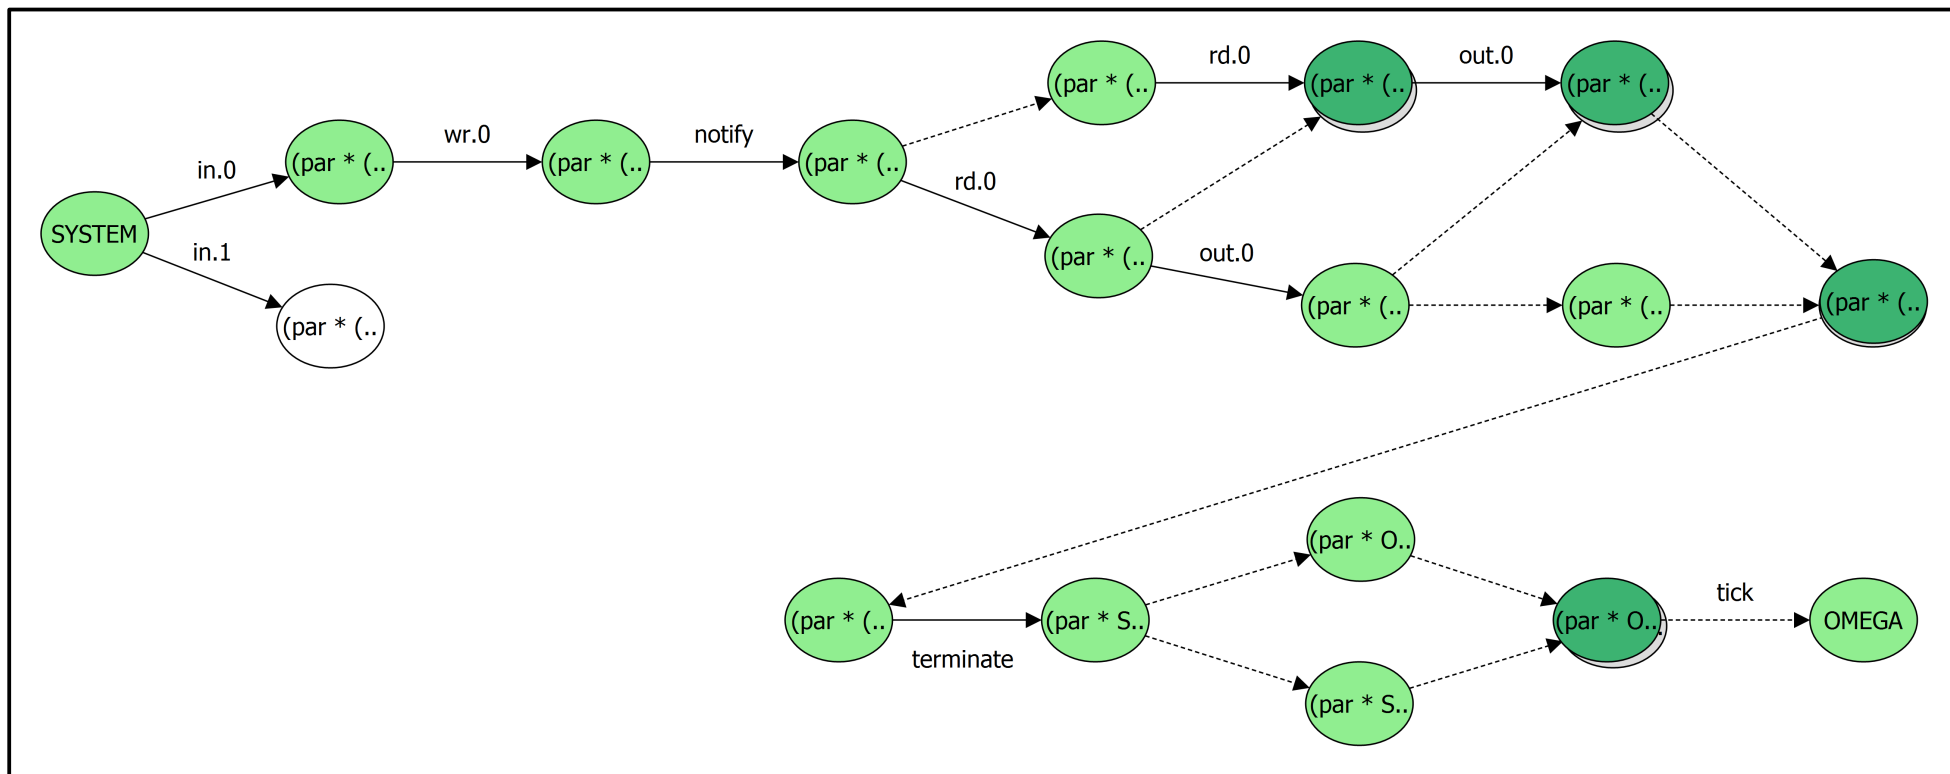 rd.0
out.0
(par * (..
(par * (..
(par * (..
wr.0
notify
in.0
(par * (..
(par * (..
(par * (..
rd.0
SYSTEM
in.1
(par * (..
out.0
(par * (..
(par * (..
(par * (..
(par * (..
(par * (..
(par * O..
tick
(par * (..
(par * S..
(par * O..
OMEGA
terminate
(par * S..